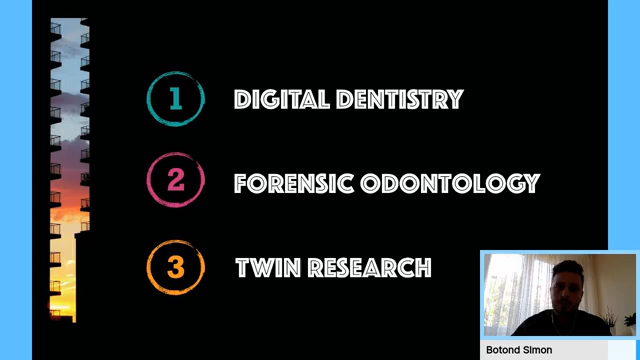 1 DIGITAL DENTISTRY
2 FORENSIC ODONTOLOGY
3 TWIN RESEARCH
Botond Simon